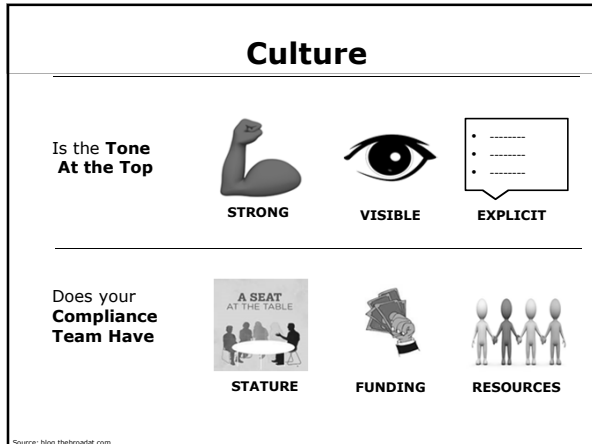 Culture
Is the Tone
At the Top
• --------
• --------
• --------
STRONG
VISIBLE
EXPLICIT
Does your
Compliance
Team Have
A SEAT
AT THE TABLE
STATURE
FUNDING
RESOURCES
Source: blog.thebroadat.com